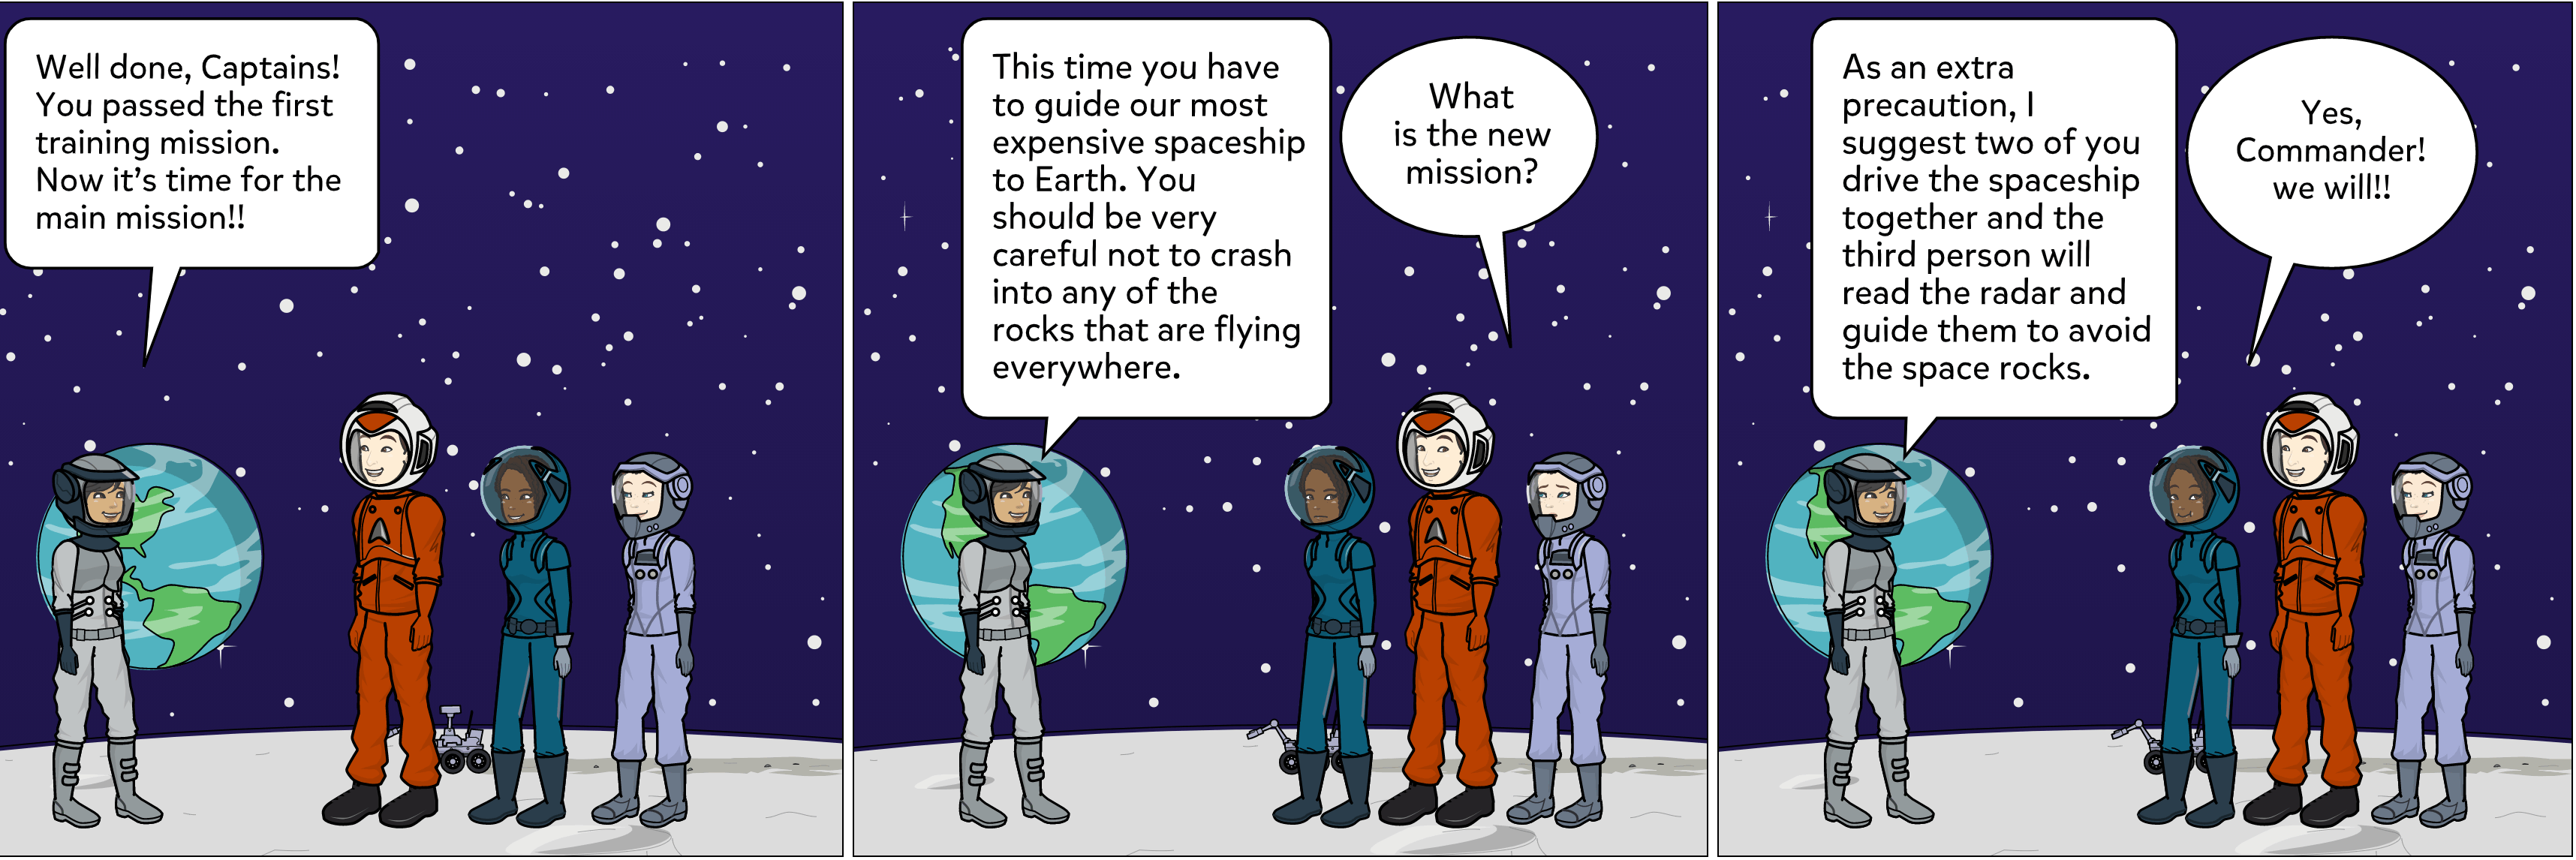 Well done, Captains!
You passed the first
training mission.
Now it's time for the
main mission!!
This time you have
to guide our most
expensive spaceship
to Earth. You
should be very
careful not to crash
into any of the
rocks that are flying
everywhere.
What
is the new
mission?
As an extra
precaution, I
suggest two of you
drive the spaceship
together and the
third person will
read the radar and
guide them to avoid
the space rocks.
Yes,
Commander!
we will!!